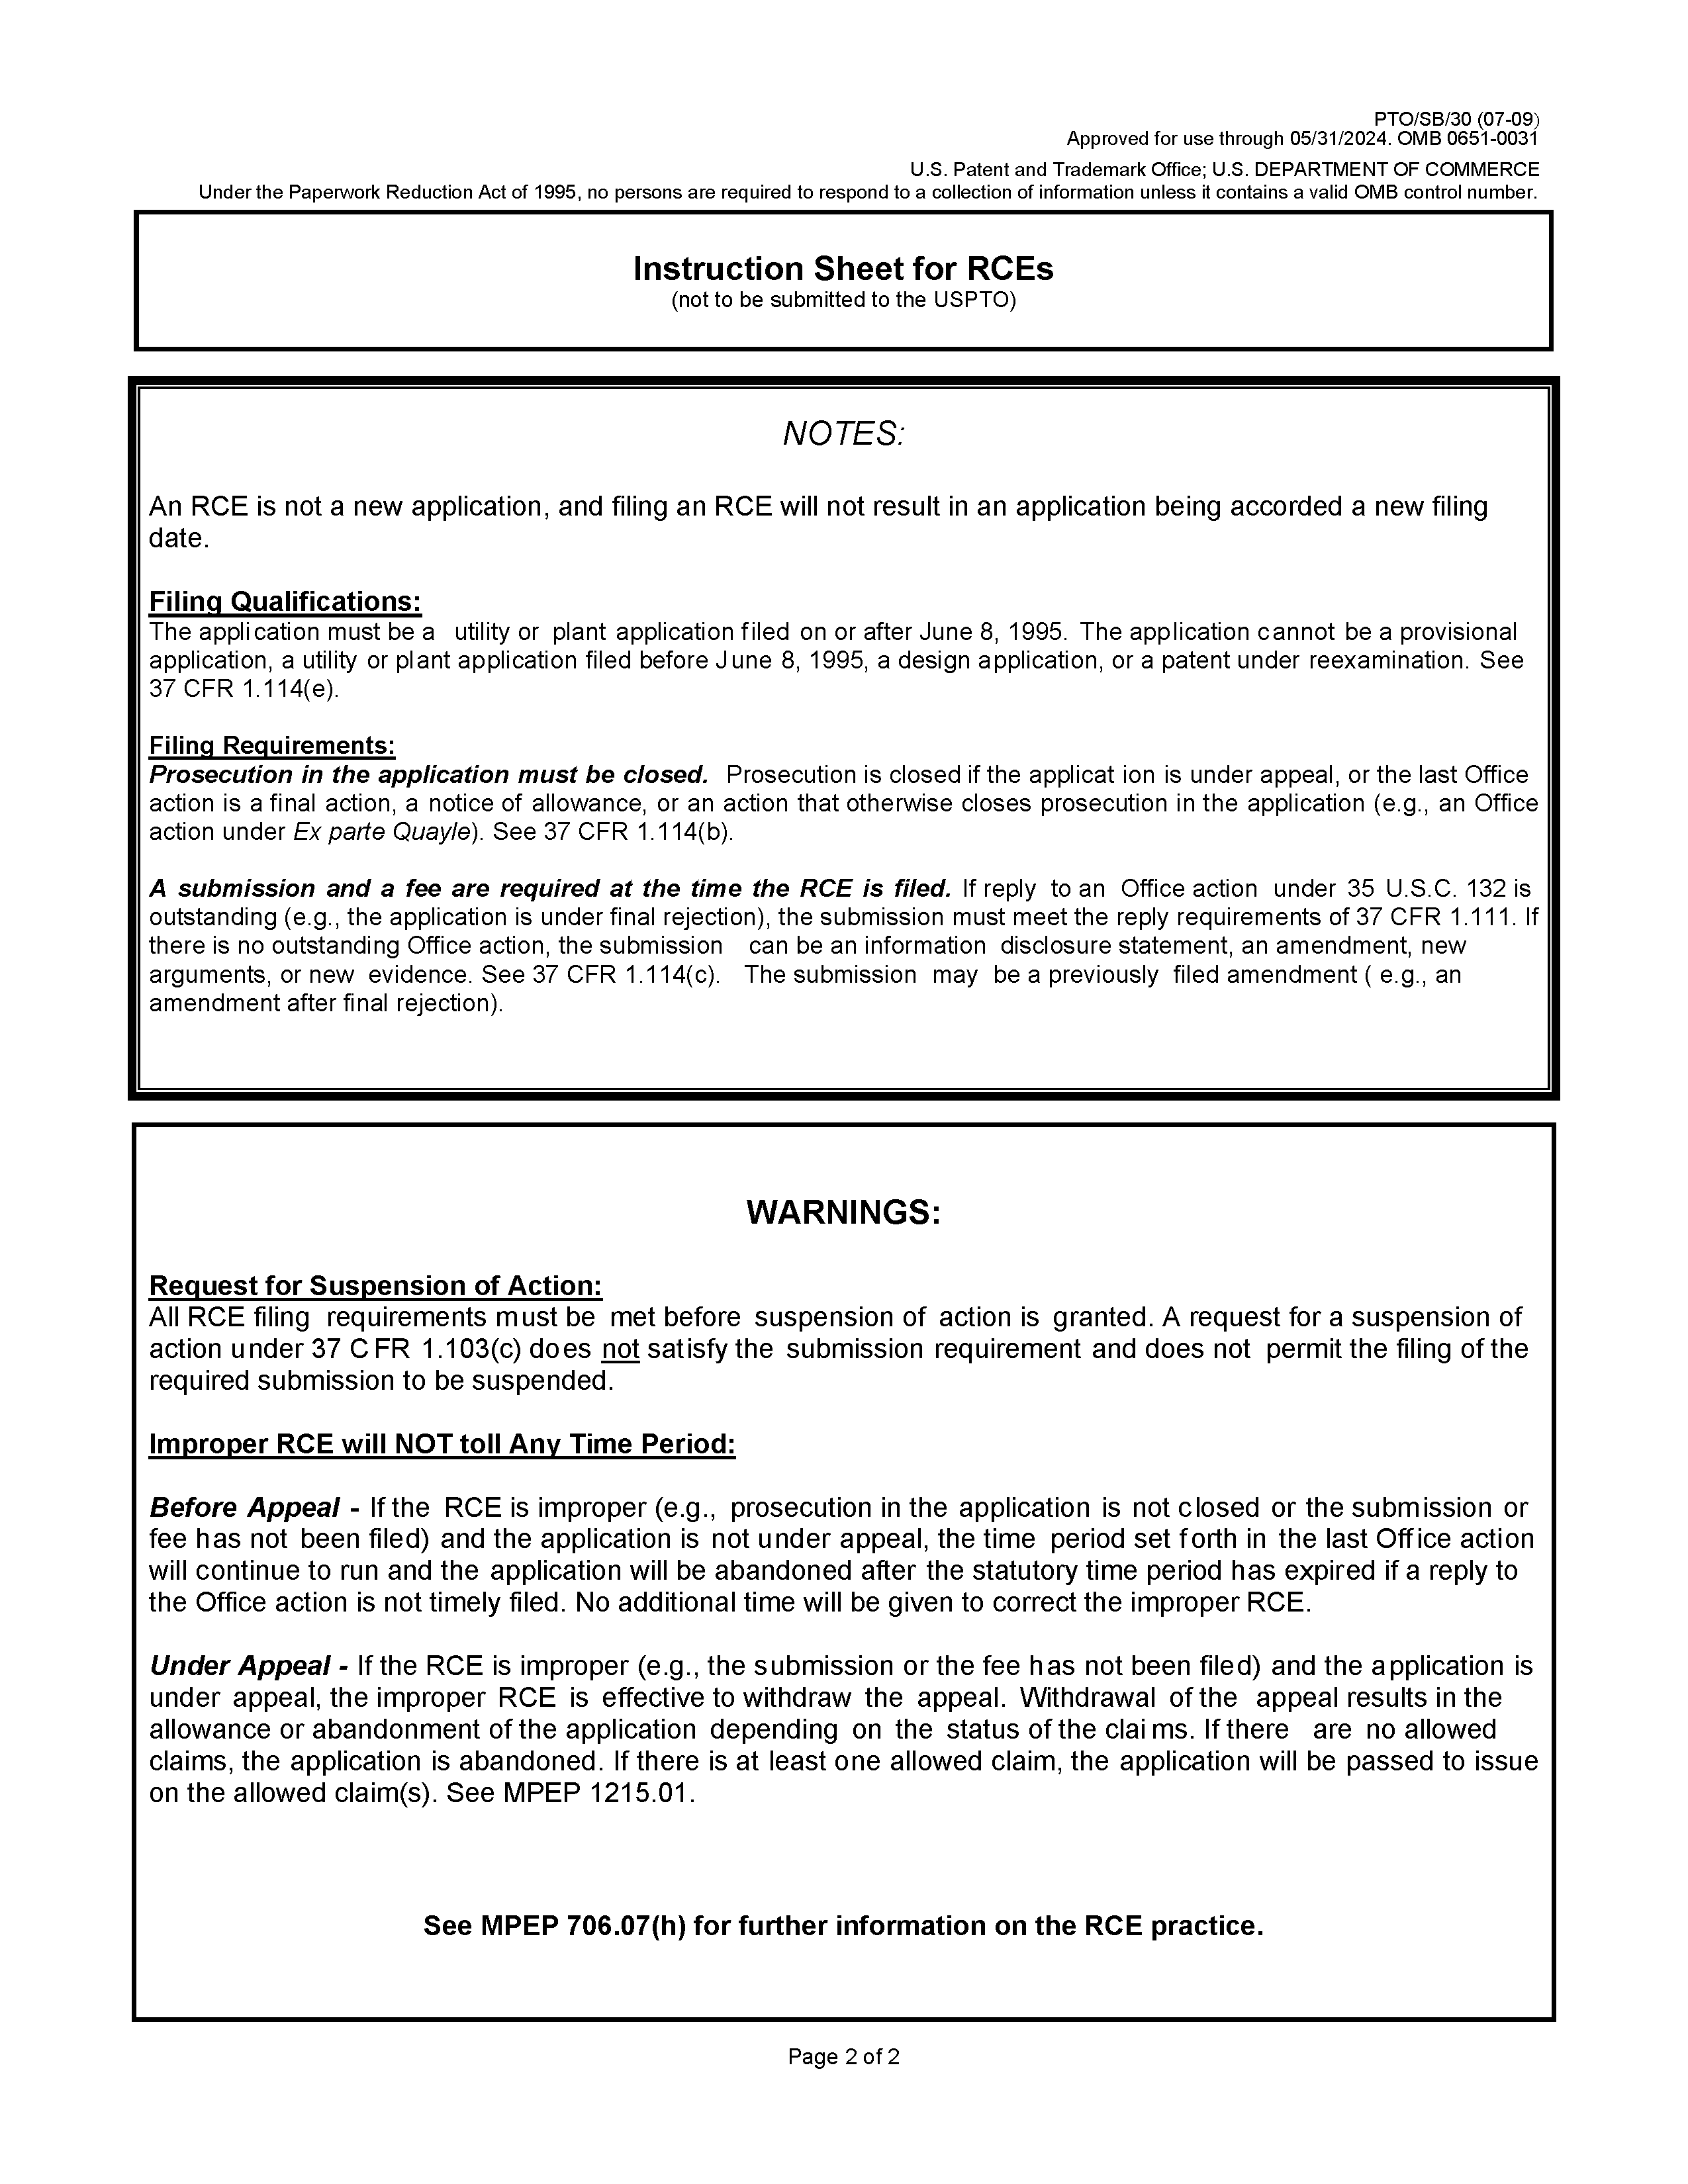 PTO/SB/30 (07-09)
Approved for use through 05/31/2024. OMB 0651-0031
U.S. Patent and Trademark Office; U.S. DEPARTMENT OF COMMERCE
Under the Paperwork Reduction Act of 1995, no persons are required to respond to a collection of information unless it contains a valid OMB control number.
Instruction Sheet for RCEs
(not to be submitted to the USPTO)
NOTES:
An RCE is not a new application, and filing an RCE will not result in an application being accorded a new filing
date.
Filing Qualifications:
The application must be a utility or plant application filed on or after June 8, 1995. The application cannot be a provisional
application, a utility or plant application filed before June 8, 1995, a design application, or a patent under reexamination. See
37 CFR 1.114(e).
Filing Requirements:
Prosecution in the application must be closed. Prosecution is closed if the applicat ion is under appeal, or the last Office
action is a final action, a notice of allowance, or an action that otherwise closes prosecution in the application (e.g., an Office
action under Ex parte Quayle). See 37 CFR 1.114(b).
A submission and a fee are required at the time the RCE is filed. If reply to an Office action under 35 U.S.C. 132 is
outstanding (e.g., the application is under final rejection), the submission must meet the reply requirements of 37 CFR 1.111. If
there is no outstanding Office action, the submission can be an information disclosure statement, an amendment, new
arguments, or new evidence. See 37 CFR 1.114(c). The submission may be a previously filed amendment ( e.g., an
amendment after final rejection).
WARNINGS:
Request for Suspension of Action:
All RCE filing requirements must be met before suspension of action is granted. A request for a suspension of
action under 37 CFR 1.103(c) does not satisfy the submission requirement and does not permit the filing of the
required submission to be suspended.
Improper RCE will NOT toll Any Time Period:
Before Appeal - If the RCE is improper (e.g., prosecution in the application is not closed or the submission or
fee has not been filed) and the application is not under appeal, the time period set forth in the last Office action
will continue to run and the application will be abandoned after the statutory time period has expired if a reply to
the Office action is not timely filed. No additional time will be given to correct the improper RCE.
Under Appeal - If the RCE is improper (e.g., the submission or the fee has not been filed) and the application is
under appeal, the improper RCE is effective to withdraw the appeal. Withdrawal of the appeal results in the
allowance or abandonment of the application depending on the status of the claims. If there are no allowed
claims, the application is abandoned. If there is at least one allowed claim, the application will be passed to issue
on the allowed claim(s). See MPEP 1215.01.
See MPEP 706.07(h) for further information on the RCE practice.
Page 2 of 2